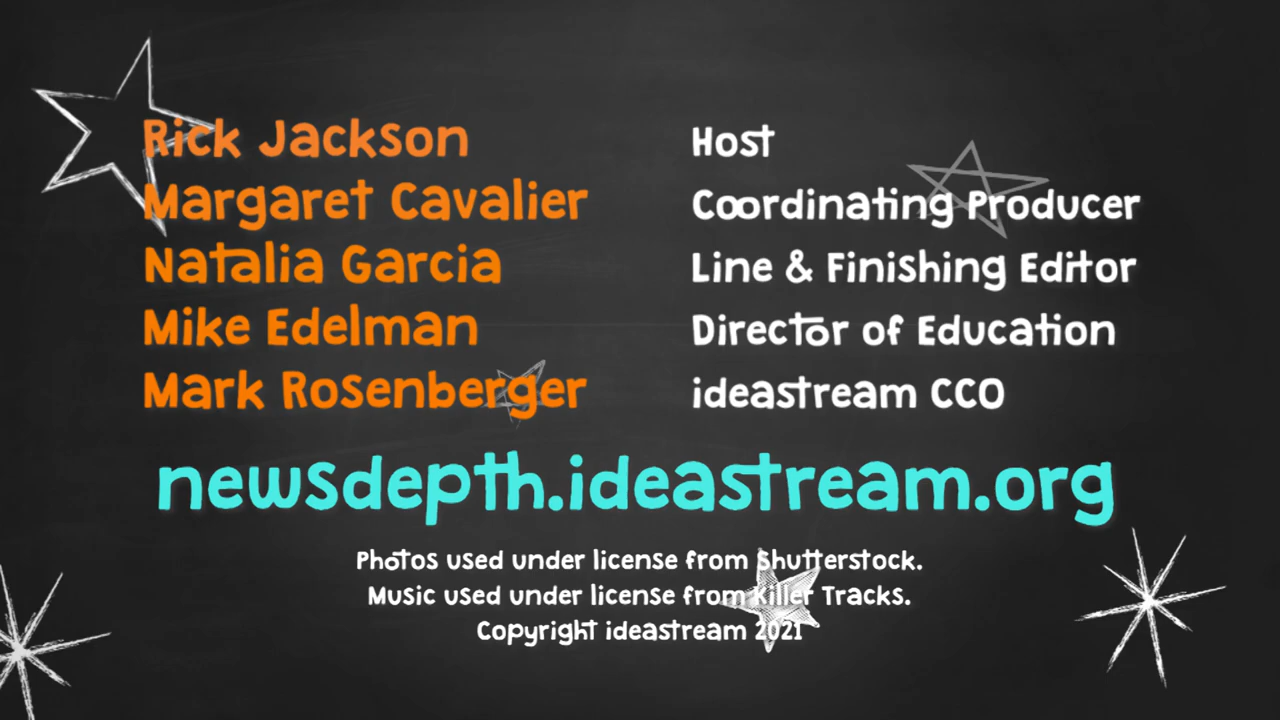 Rick Jackson Host
Margaret Cavalier Coordinating Producer
Natalia Garcia Line & Finishing Editor
Mike Edelman Director of Education
Mark Rosenberger ideastream CCO
newsdepth.ideastream.org
Photos used under license from Shutterstock.
Music used under license from Killer Tracks.
Copyright ideastream 2021